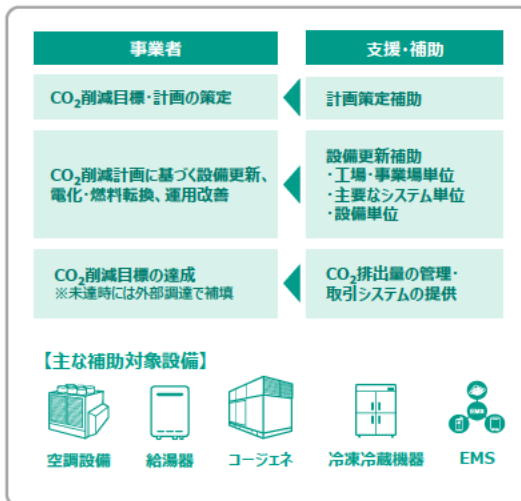 事業者
支援・補助
CO₂削減目標・計画の策定
計画策定補助
CO₂削減計画に基づく設備更新、
電化・燃料転換、運用改善
設備更新補助
・工場・事業場単位
・主要なシステム単位
・設備単位
CO₂削減目標の達成
※未達時には外部調達で補填
CO₂排出量の管理・
取引システムの提供
【主な補助対象設備】
空調設備
給湯器
コージェネ
冷凍冷蔵機器
EMS
EMS